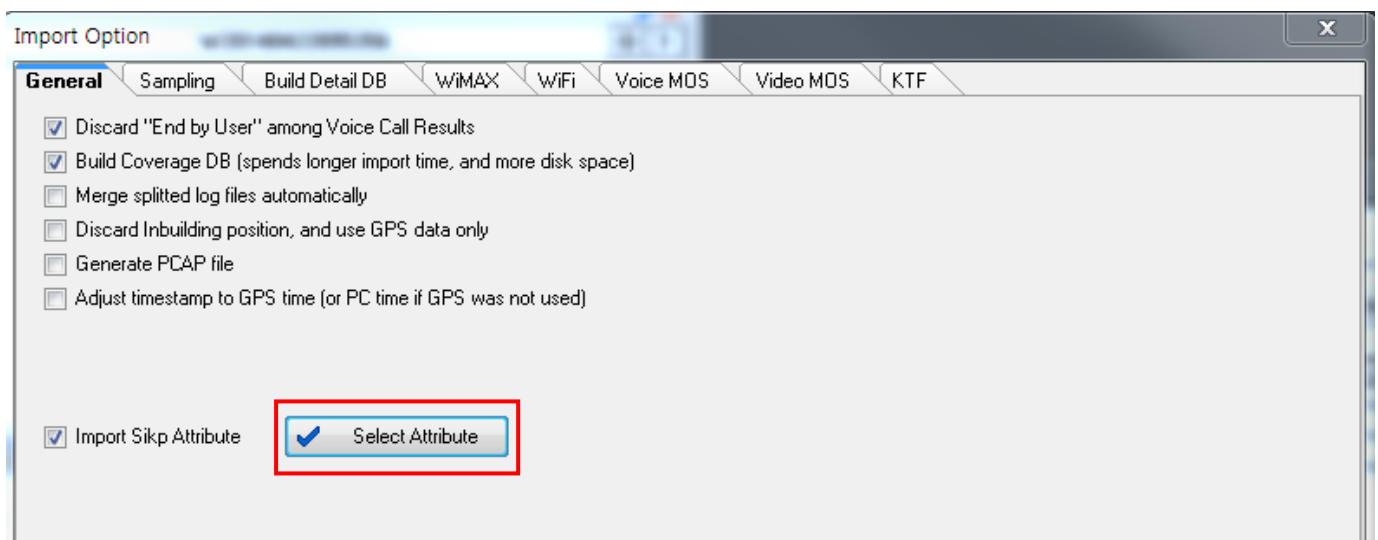 Import Option
General Sampling Build Detail DB WiMAX WiFi Voice MOS Video MOS KTF
Discard "End by User" among Voice Call Results
Build Coverage DB (spends longer import time, and more disk space)
Merge splitted log files automatically
Discard Inbuilding position, and use GPS data only
Generate PCAP file
Adjust timestamp to GPS time (or PC time if GPS was not used)
Import Sikp Attribute Select Attribute